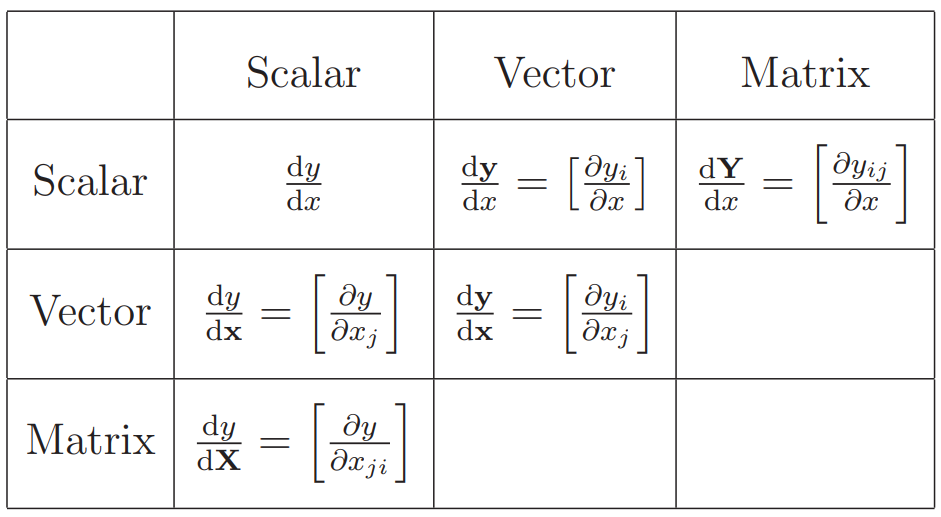 Scalar Vector Matrix
Scalar $\frac{\mathrm{d}y}{\mathrm{d}x}$ $\frac{\mathrm{d}\mathbf{y}}{\mathrm{d}x} = \left[\frac{\partial y_i}{\partial x}\right]$ $\frac{\mathrm{d}\mathbf{Y}}{\mathrm{d}x} = \left[\frac{\partial y_{ij}}{\partial x}\right]$
Vector $\frac{\mathrm{d}y}{\mathrm{d}\mathbf{x}} = \left[\frac{\partial y}{\partial x_j}\right]$ $\frac{\mathrm{d}\mathbf{y}}{\mathrm{d}\mathbf{x}} = \left[\frac{\partial y_i}{\partial x_j}\right]$
Matrix $\frac{\mathrm{d}y}{\mathrm{d}\mathbf{X}} = \left[\frac{\partial y}{\partial x_{ji}}\right]$